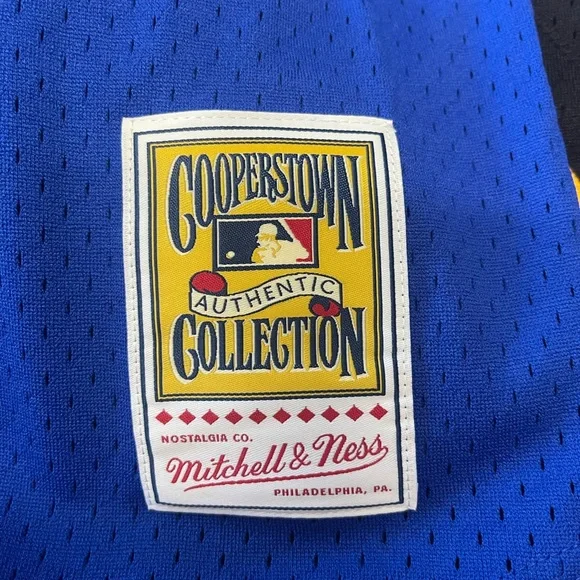 COOPERSTOWN
AUTHENTIC
COLLECTION
NOSTALGIA CO.
Mitchell & Ness
PHILADELPHIA, PA.